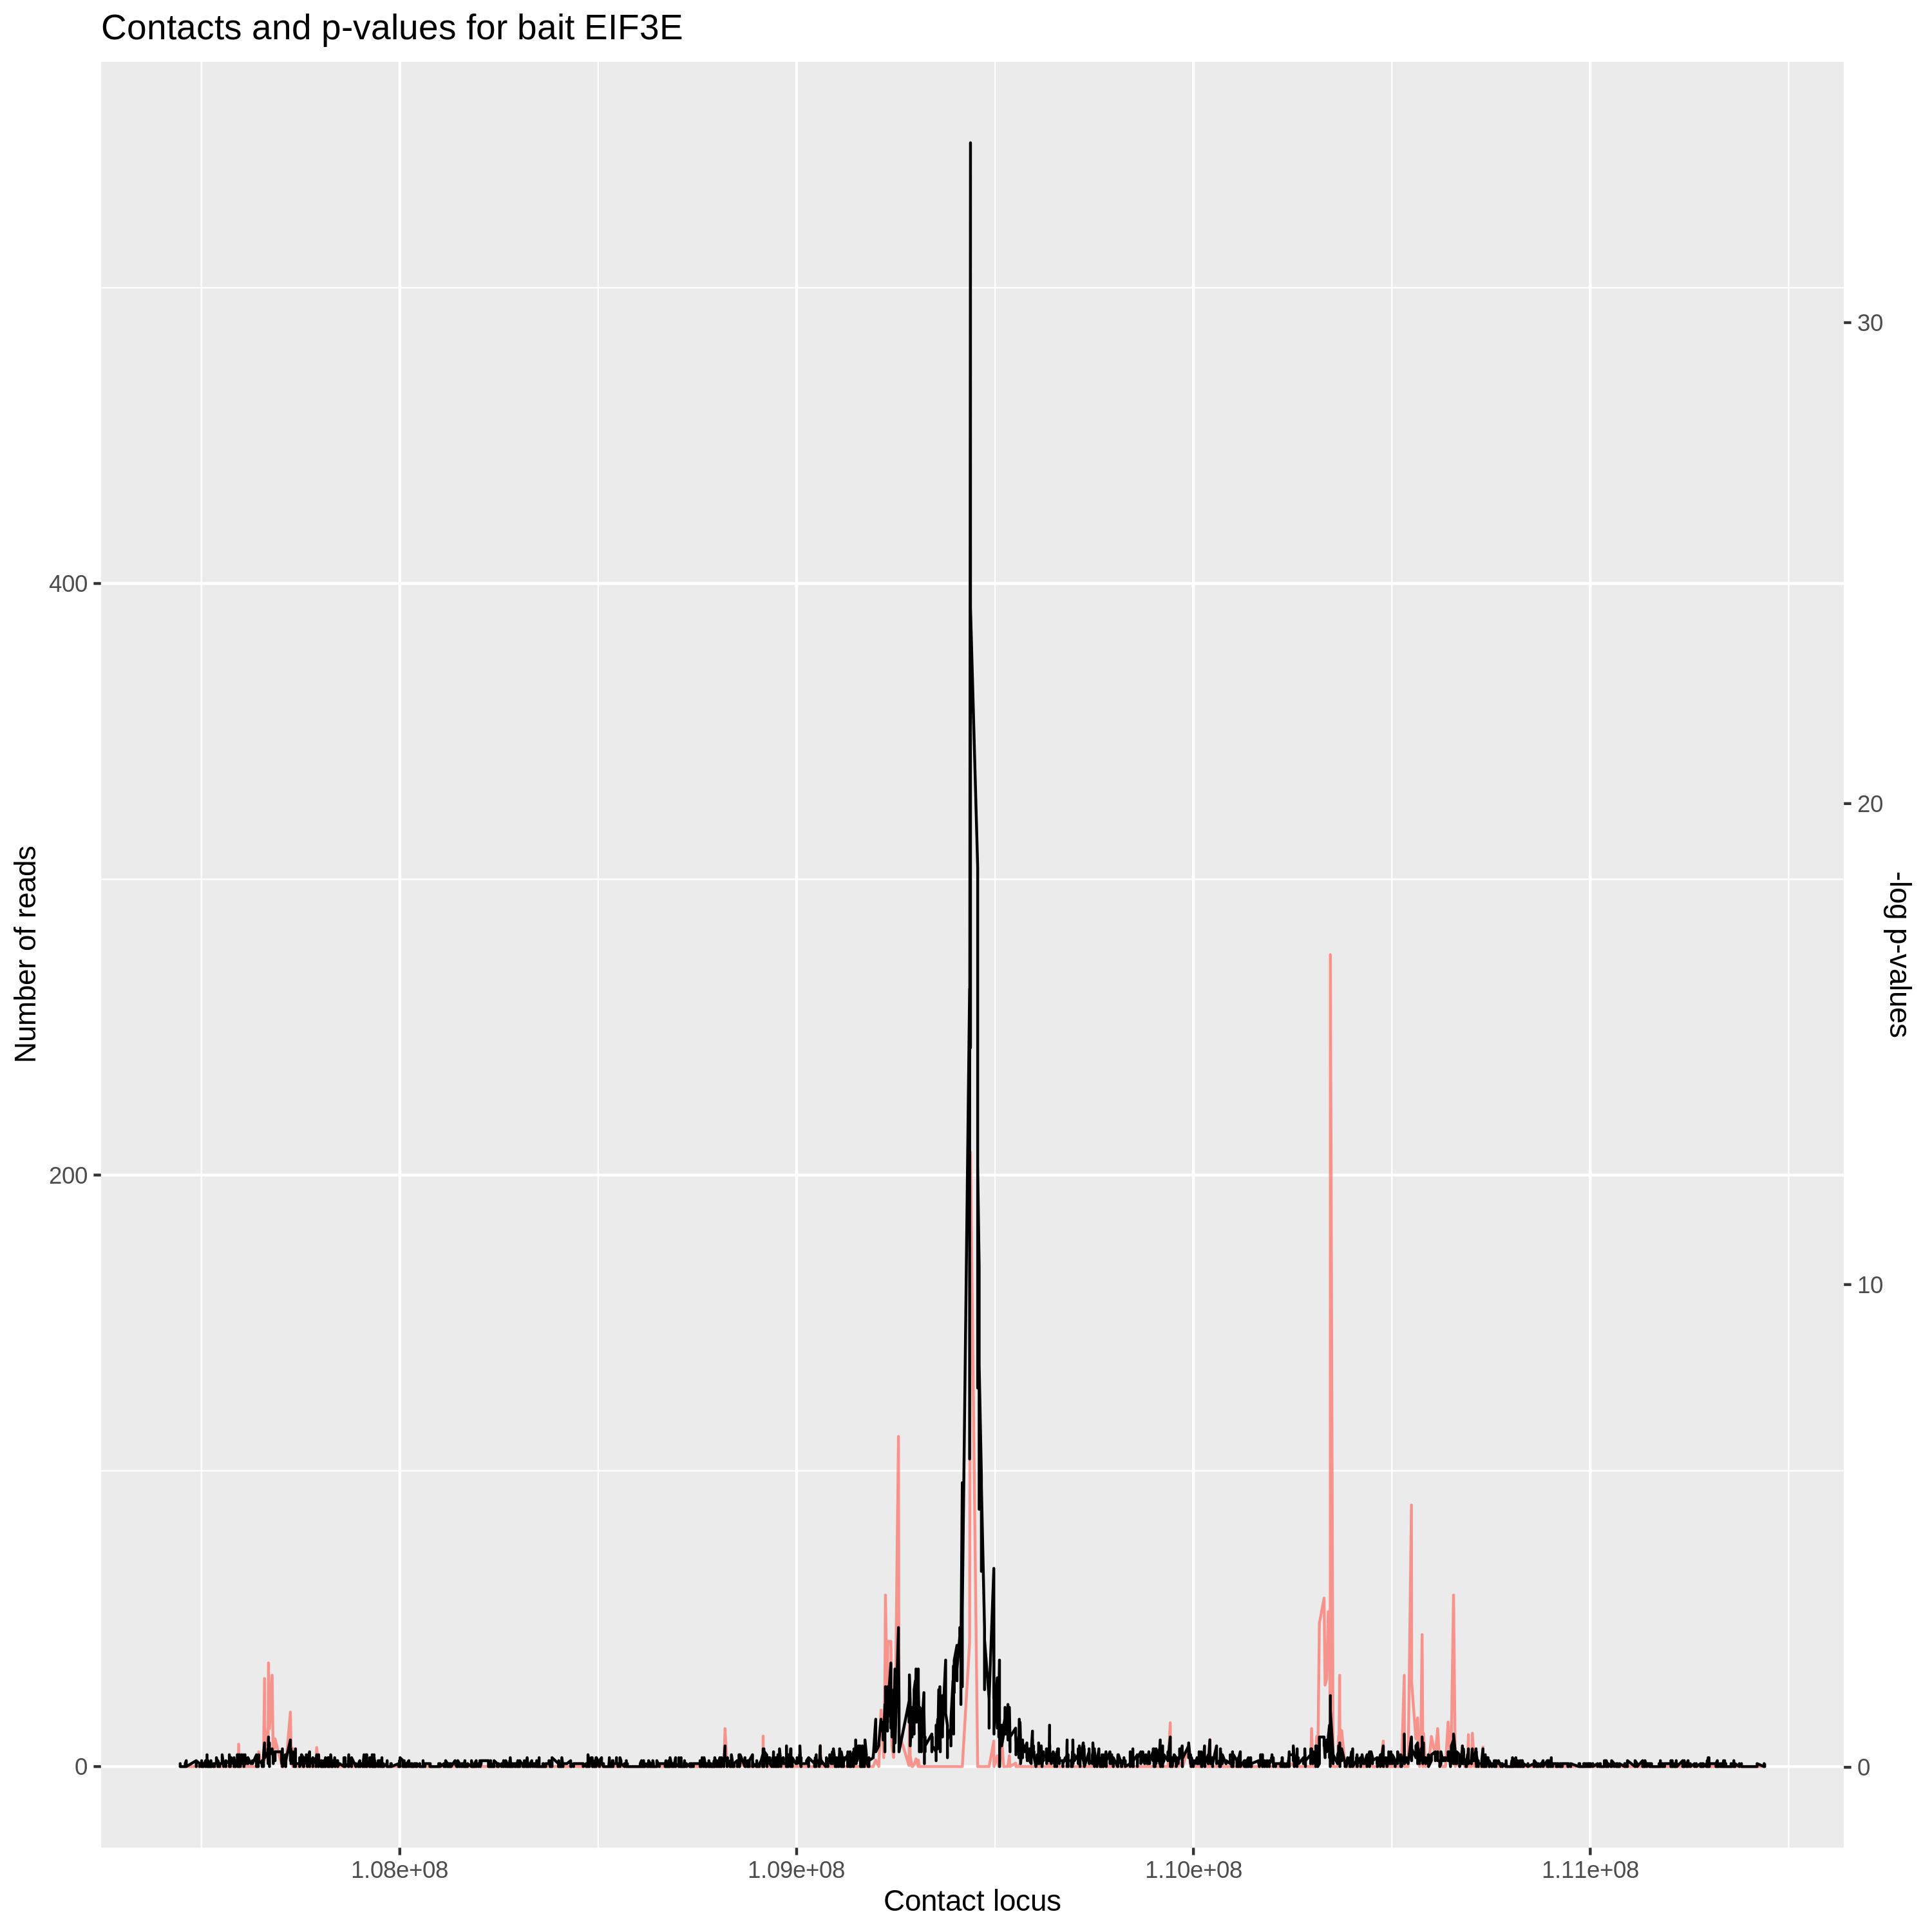 Contacts and p-values for bait EIF3E
Number of reads
400
200
0
30
20
10
0
-log p-values
1.08e+08
1.09e+08
1.10e+08
1.11e+08
Contact locus